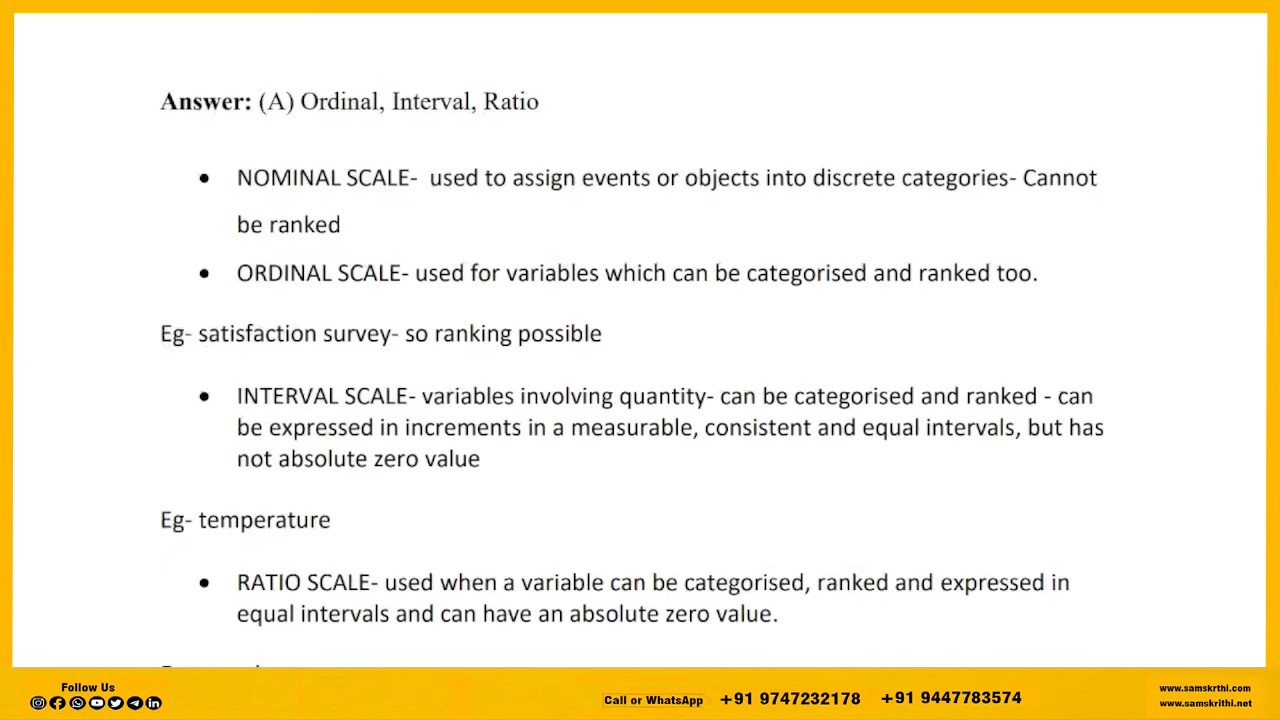 Answer: (A) Ordinal, Interval, Ratio
• NOMINAL SCALE- used to assign events or objects into discrete categories- Cannot
be ranked
• ORDINAL SCALE- used for variables which can be categorised and ranked too.
Eg- satisfaction survey- so ranking possible
• INTERVAL SCALE- variables involving quantity- can be categorised and ranked - can
be expressed in increments in a measurable, consistent and equal intervals, but has
not absolute zero value
Eg- temperature
• RATIO SCALE- used when a variable can be categorised, ranked and expressed in
equal intervals and can have an absolute zero value.
Follow Us
Call or WhatsApp +91 9747232178 +91 9447783574
www.samskrthi.com
www.samskrithi.net